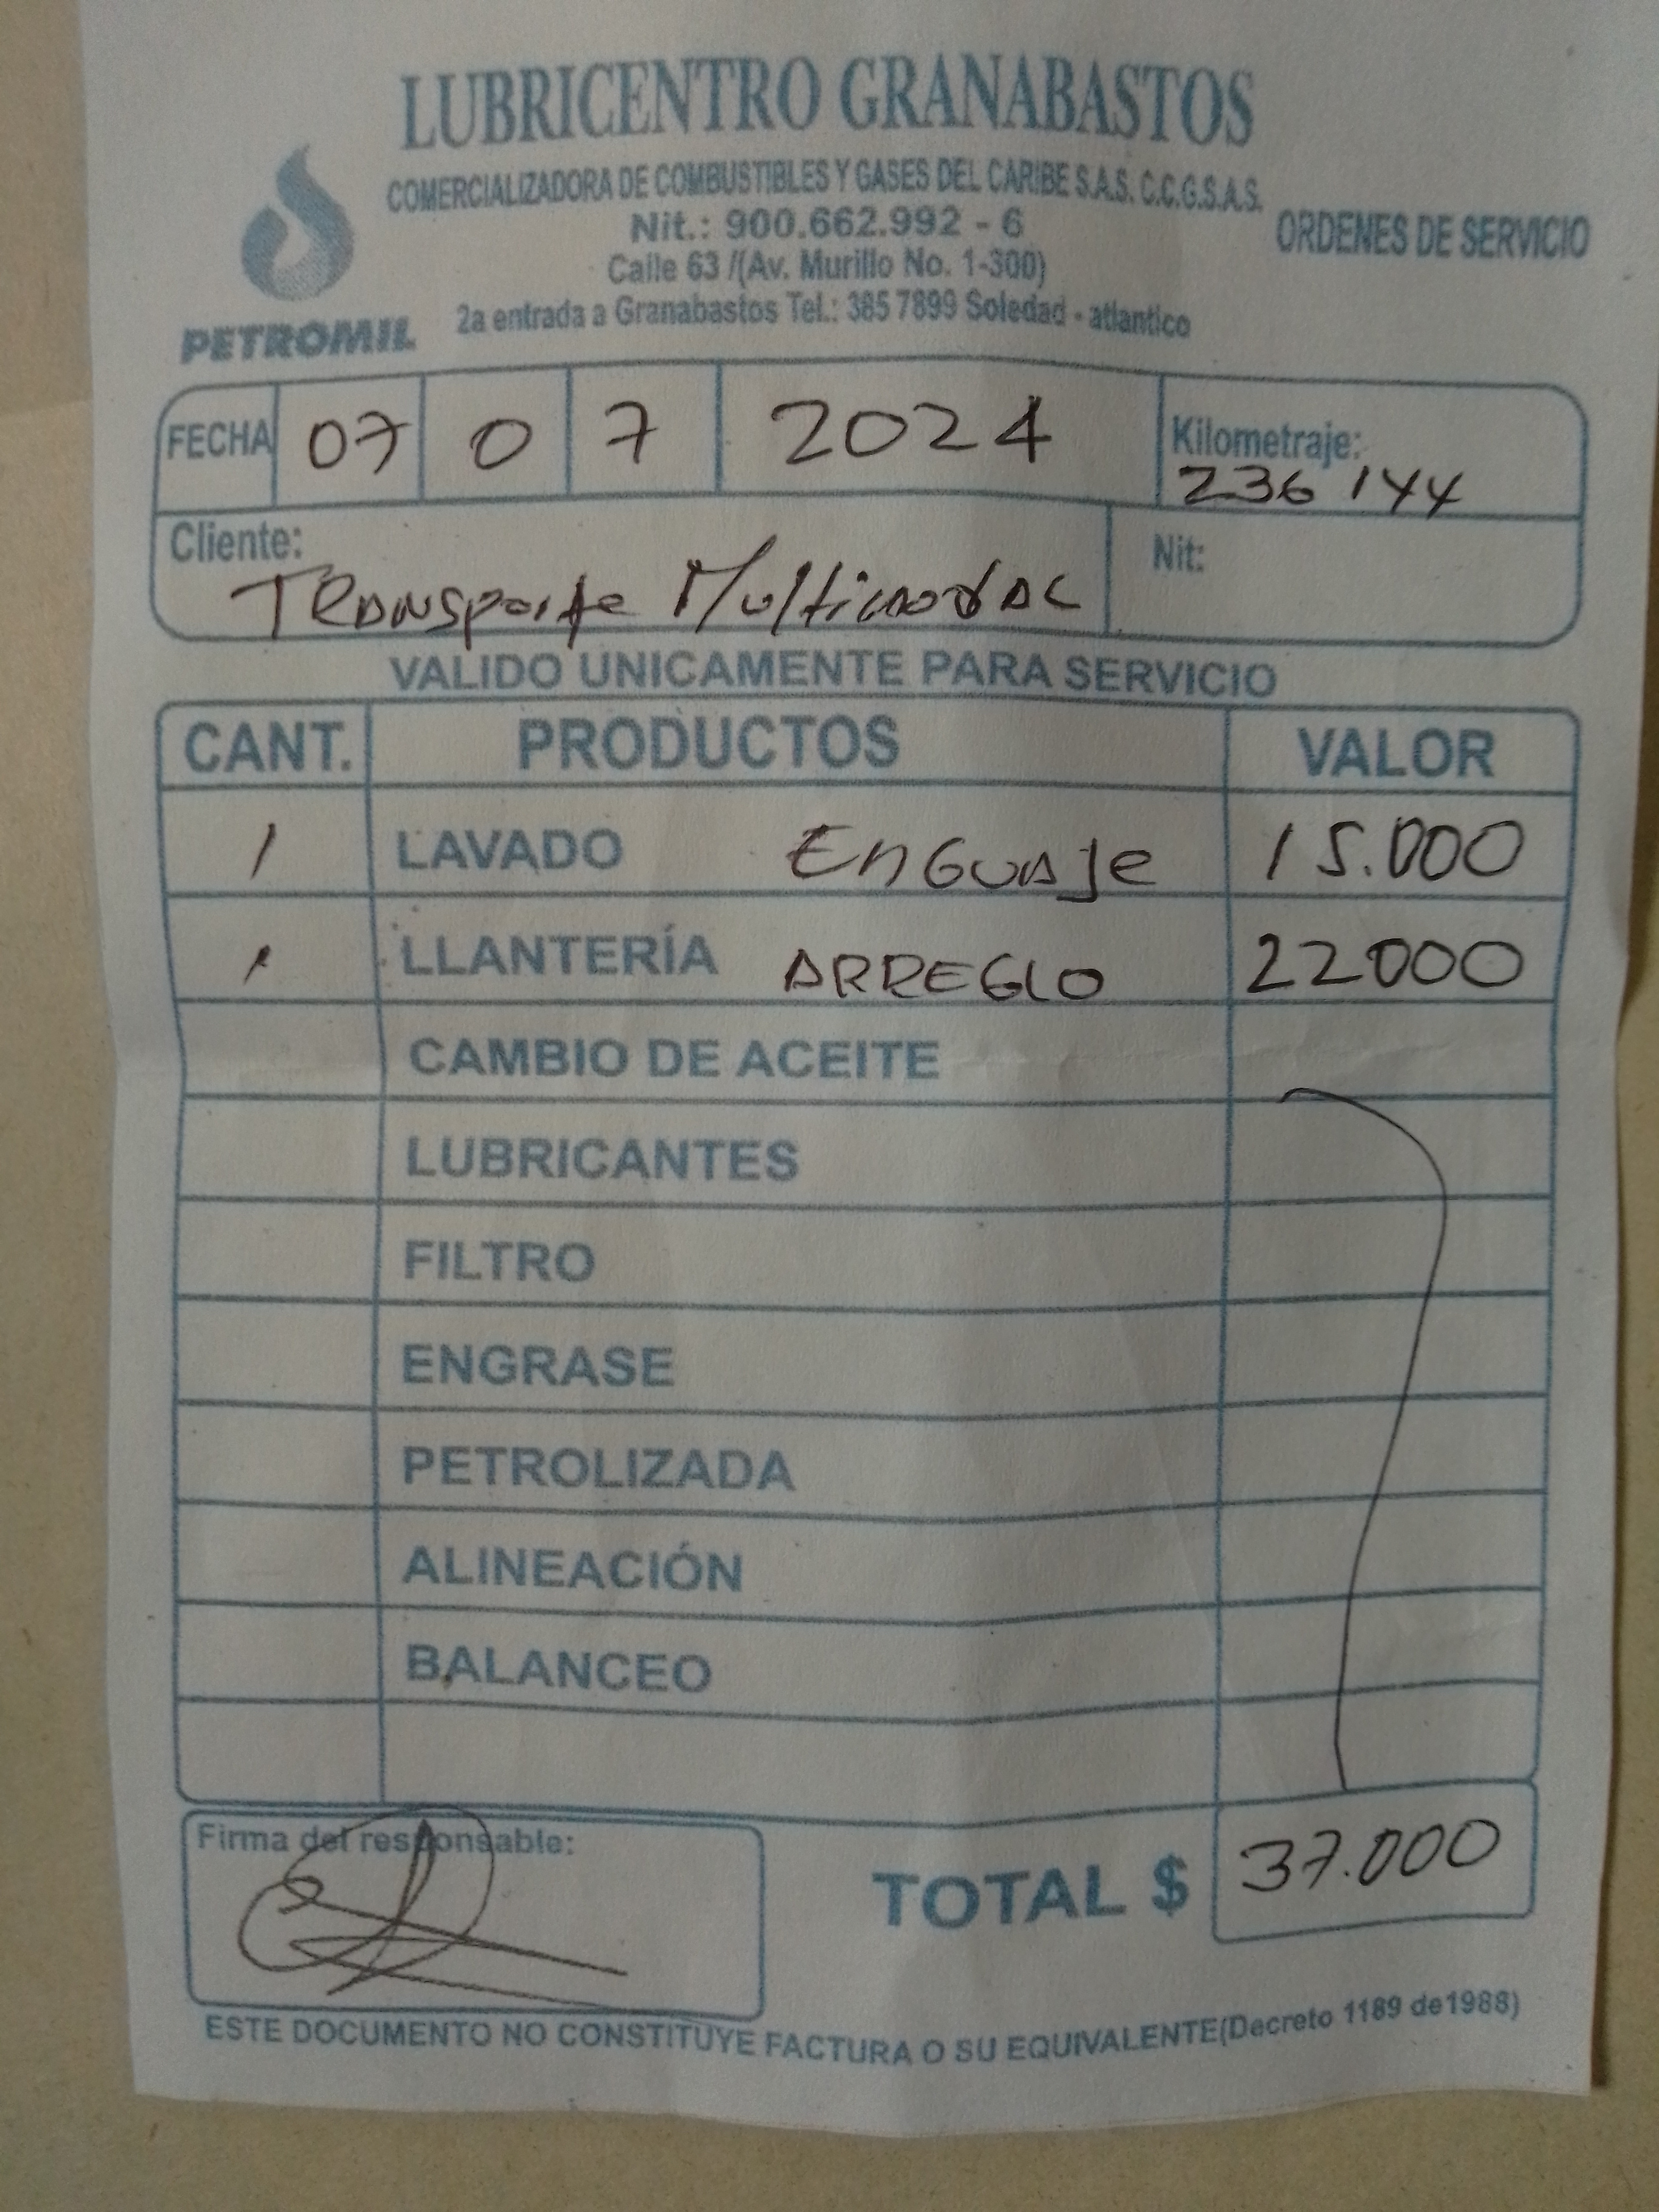 LUBRICENTRO GRANABASTOS
COMERCIALIZADORA DE COMBUSTIBLES Y GASES DEL CARIBE S.A.S. C.C.G.S.A.S.
Nit.: 900.662.992 - 6
ORDENES DE SERVICIO
Calle 63 /(Av. Murillo No. 1-300)
2a entrada a Granabastos Tel.: 385 7899 Soledad - atlantico
PETROMIL
FECHA 07 0 7 2024 Kilometraje:
236 144
Cliente: Nit:
Transporte Multimodal
VALIDO UNICAMENTE PARA SERVICIO
CANT. PRODUCTOS VALOR
1 LAVADO EnGuaJe 15.000
1 LLANTERÍA ARREGLO 22000
CAMBIO DE ACEITE
LUBRICANTES
FILTRO
ENGRASE
PETROLIZADA
ALINEACIÓN
BALANCEO
Firma del responsable:
TOTAL $ 37.000
ESTE DOCUMENTO NO CONSTITUYE FACTURA O SU EQUIVALENTE(Decreto 1189 de1988)